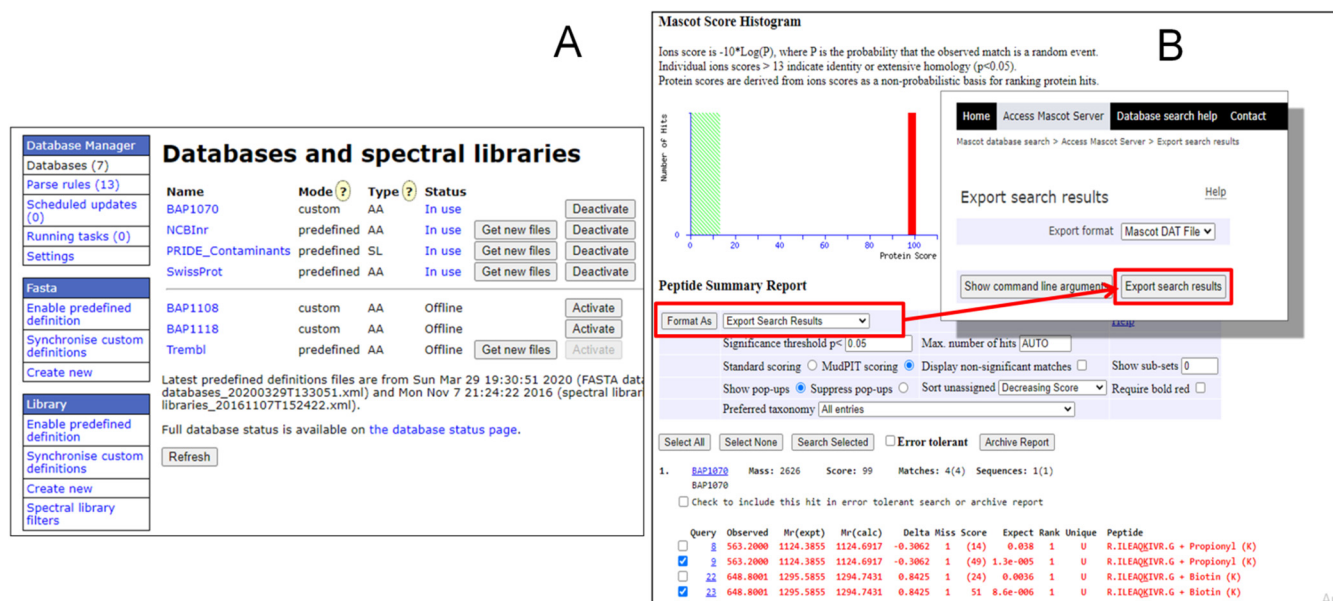 A
Database Manager
Databases (7)
Parse rules (13)
Scheduled updates
(0)
Running tasks (0)
Settings
Fasta
Enable predefined
definition
Synchronise custom
definitions
Create new
Library
Enable predefined
definition
Synchronise custom
definitions
Create new
Spectral library
filters
Databases and spectral libraries
Name Mode ? Type ? Status
BAP1070 custom AA In use Deactivate
NCBInr predefined AA In use Get new files Deactivate
PRIDE_Contaminants predefined SL In use Get new files Deactivate
SwissProt predefined AA In use Get new files Deactivate
BAP1108 custom AA Offline Activate
BAP1118 custom AA Offline Activate
Trembl predefined AA Offline Get new files Activate
Latest predefined definitions files are from Sun Mar 29 19:30:51 2020 (FASTA data
databases_20200329T133051.xml) and Mon Nov 7 21:24:22 2016 (spectral librar
libraries_20161107T152422.xml).
Full database status is available on the database status page.
Refresh
B
Mascot Score Histogram
Ions score is -10*Log(P), where P is the probability that the observed match is a random event.
Individual ions scores > 13 indicate identity or extensive homology (p<0.05).
Protein scores are derived from ions scores as a non-probabilistic basis for ranking protein hits.
Number of Hits
0
0 20 40 60 80 100
Protein Score
Home Access Mascot Server Database search help Contact
Mascot database search > Access Mascot Server > Export search results
Export search results Help
Export format Mascot DAT File
Show command line argument Export search results
Peptide Summary Report
Format As Export Search Results Help
Significance threshold p< 0.05 Max. number of hits AUTO
Standard scoring MudPIT scoring Display non-significant matches Show sub-sets 0
Show pop-ups Suppress pop-ups Sort unassigned Decreasing Score Require bold red
Preferred taxonomy All entries
Select All Select None Search Selected Error tolerant Archive Report
1. BAP1070 Mass: 2626 Score: 99 Matches: 4(4) Sequences: 1(1)
BAP1070
Check to include this hit in error tolerant search or archive report
Query Observed Mr(expt) Mr(calc) Delta Miss Score Expect Rank Unique Peptide
8 563.2000 1124.3855 1124.6917 -0.3062 1 (14) 0.038 1 U R.ILEAQKIVR.G + Propionyl (K)
9 563.2000 1124.3855 1124.6917 -0.3062 1 (49) 1.3e-005 1 U R.ILEAQKIVR.G + Propionyl (K)
22 648.8001 1295.5855 1294.7431 0.8425 1 (24) 0.0036 1 U R.ILEAQKIVR.G + Biotin (K)
23 648.8001 1295.5855 1294.7431 0.8425 1 51 8.6e-006 1 U R.ILEAQKIVR.G + Biotin (K)